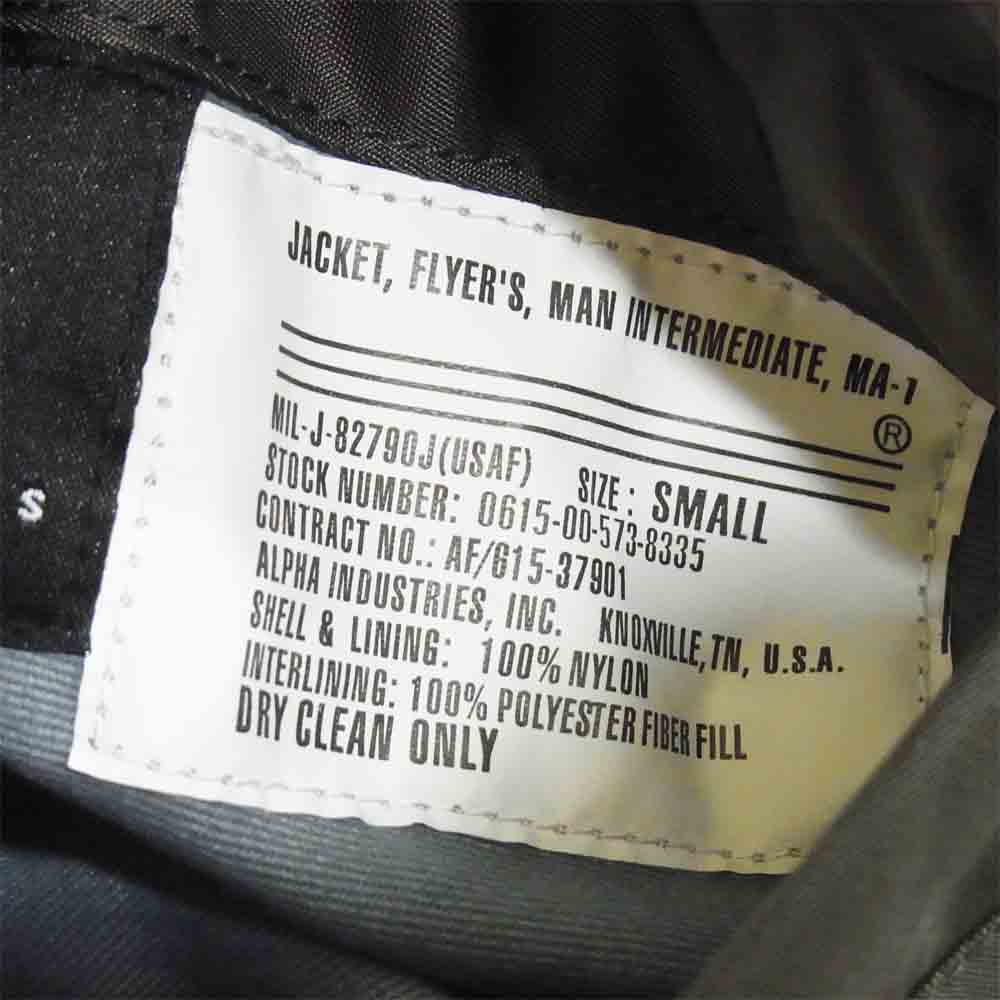 JACKET, FLYER'S, MAN INTERMEDIATE, MA-1
®
MIL-J-82790J(USAF) SIZE: SMALL
STOCK NUMBER: 0615-00-573-8335
CONTRACT NO.: AF/615-37901
ALPHA INDUSTRIES, INC. KNOXVILLE, TN, U.S.A.
SHELL & LINING: 100% NYLON
INTERLINING: 100% POLYESTER FIBER FILL
DRY CLEAN ONLY
S